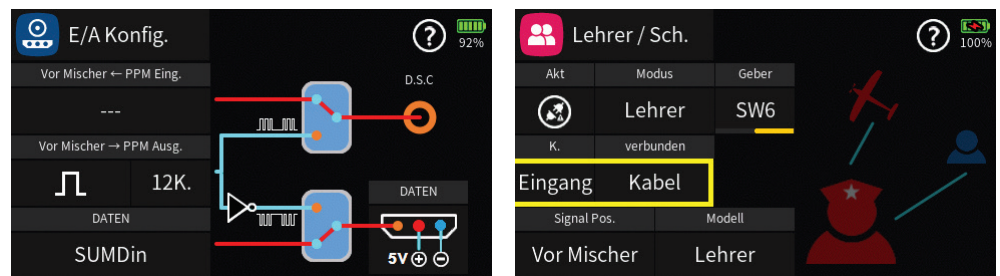 E/A Konfig.
?
92%
Vor Mischer ← PPM Eing.
D.S.C
---
Vor Mischer → PPM Ausg.
12K.
DATEN
DATEN
SUMDin
5V ⊕ ⊖
Lehrer / Sch.
?
100%
Akt Modus Geber
Lehrer SW6
K. verbunden
Eingang Kabel
Signal Pos. Modell
Vor Mischer Lehrer